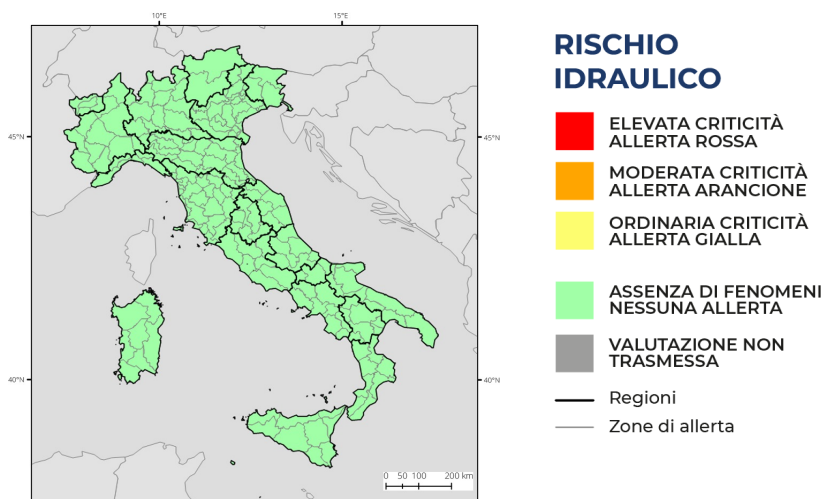 10°E 15°E
45°N 45°N
40°N 40°N
0 50 100 200 km
RISCHIO
IDRAULICO
ELEVATA CRITICITÀ
ALLERTA ROSSA
MODERATA CRITICITÀ
ALLERTA ARANCIONE
ORDINARIA CRITICITÀ
ALLERTA GIALLA
ASSENZA DI FENOMENI
NESSUNA ALLERTA
VALUTAZIONE NON
TRASMESSA
Regioni
Zone di allerta